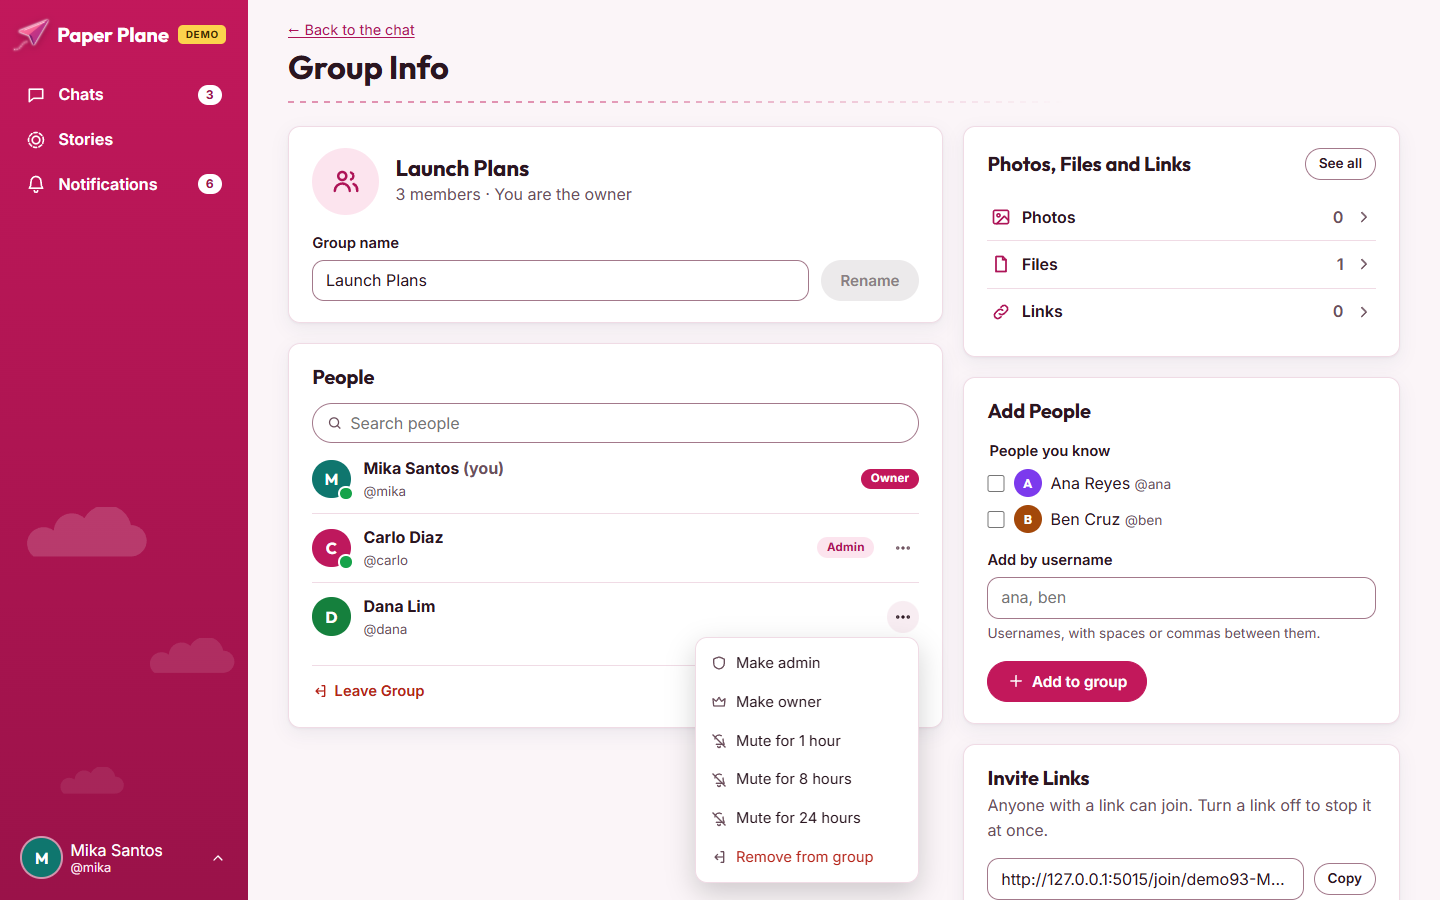 Paper Plane DEMO
Chats 3
Stories
Notifications 6
M Mika Santos
@mika
← Back to the chat
Group Info
Launch Plans
3 members · You are the owner
Group name
Launch Plans
Rename
People
Search people
M Mika Santos (you)
@mika
Owner
C Carlo Diaz
@carlo
Admin
D Dana Lim
@dana
Leave Group
Make admin
Make owner
Mute for 1 hour
Mute for 8 hours
Mute for 24 hours
Remove from group
Photos, Files and Links
See all
Photos 0
Files 1
Links 0
Add People
People you know
A Ana Reyes @ana
B Ben Cruz @ben
Add by username
ana, ben
Usernames, with spaces or commas between them.
Add to group
Invite Links
Anyone with a link can join. Turn a link off to stop it
at once.
http://127.0.0.1:5015/join/demo93-M...
Copy